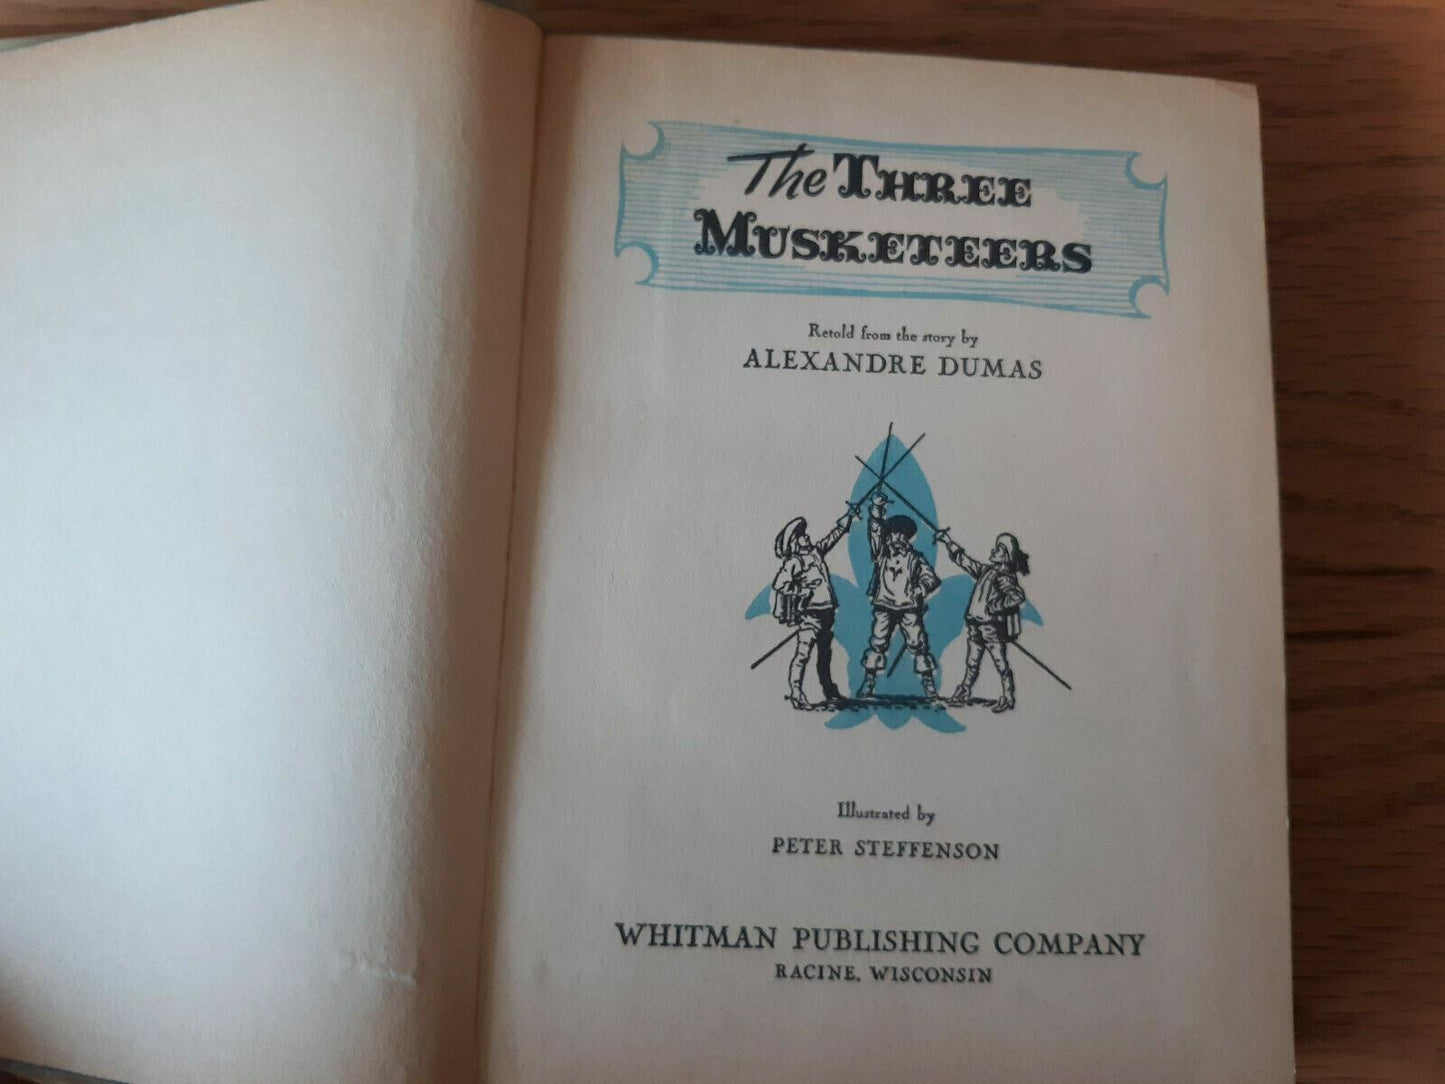 The THREE
MUSKETEERS
Retold from the story by
ALEXANDRE DUMAS
Illustrated by
PETER STEFFENSON
WHITMAN PUBLISHING COMPANY
RACINE, WISCONSIN